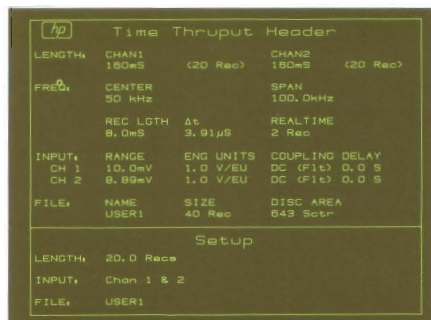 hp Time Thruput Header
LENGTH: CHAN1 CHAN2
160mS (20 Rec) 160mS (20 Rec)
FREQ: CENTER SPAN
50 kHz 100.0kHz
REC LGTH Δt REALTIME
8.0mS 3.91µS 2 Rec
INPUT: RANGE ENG UNITS COUPLING DELAY
CH 1 10.0mV 1.0 V/EU DC (Flt) 0.0 S
CH 2 8.89mV 1.0 V/EU DC (Flt) 0.0 S
FILE: NAME SIZE DISC AREA
USER1 40 Rec 643 Sctr
Setup
LENGTH: 20.0 Recs
INPUT: Chan 1 & 2
FILE: USER1